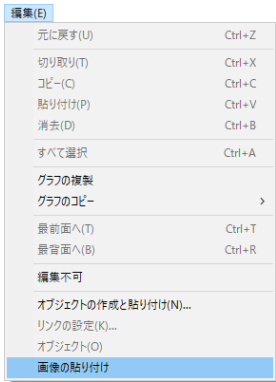 編集(E)
元に戻す(U) Ctrl+Z
切り取り(T) Ctrl+X
コピー(C) Ctrl+C
貼り付け(P) Ctrl+V
消去(D) Ctrl+B
すべて選択 Ctrl+A
グラフの複製
グラフのコピー
最前面へ(T) Ctrl+T
最背面へ(B) Ctrl+R
編集不可
オブジェクトの作成と貼り付け(N)...
リンクの設定(K)...
オブジェクト(O)
画像の貼り付け